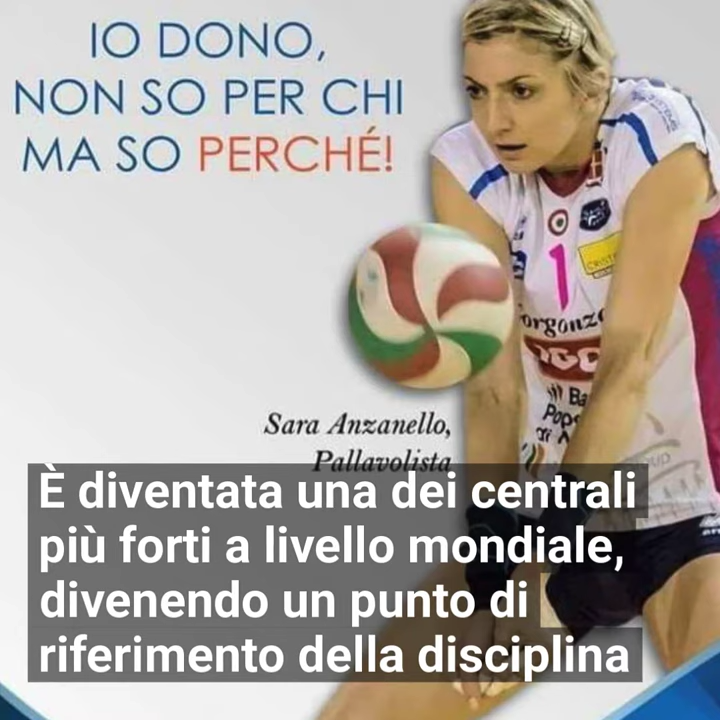 IO DONO,
NON SO PER CHI
MA SO PERCHÉ!
1
Sara Anzanello,
Pallavolista
È diventata una dei centrali
più forti a livello mondiale,
divenendo un punto di
riferimento della disciplina